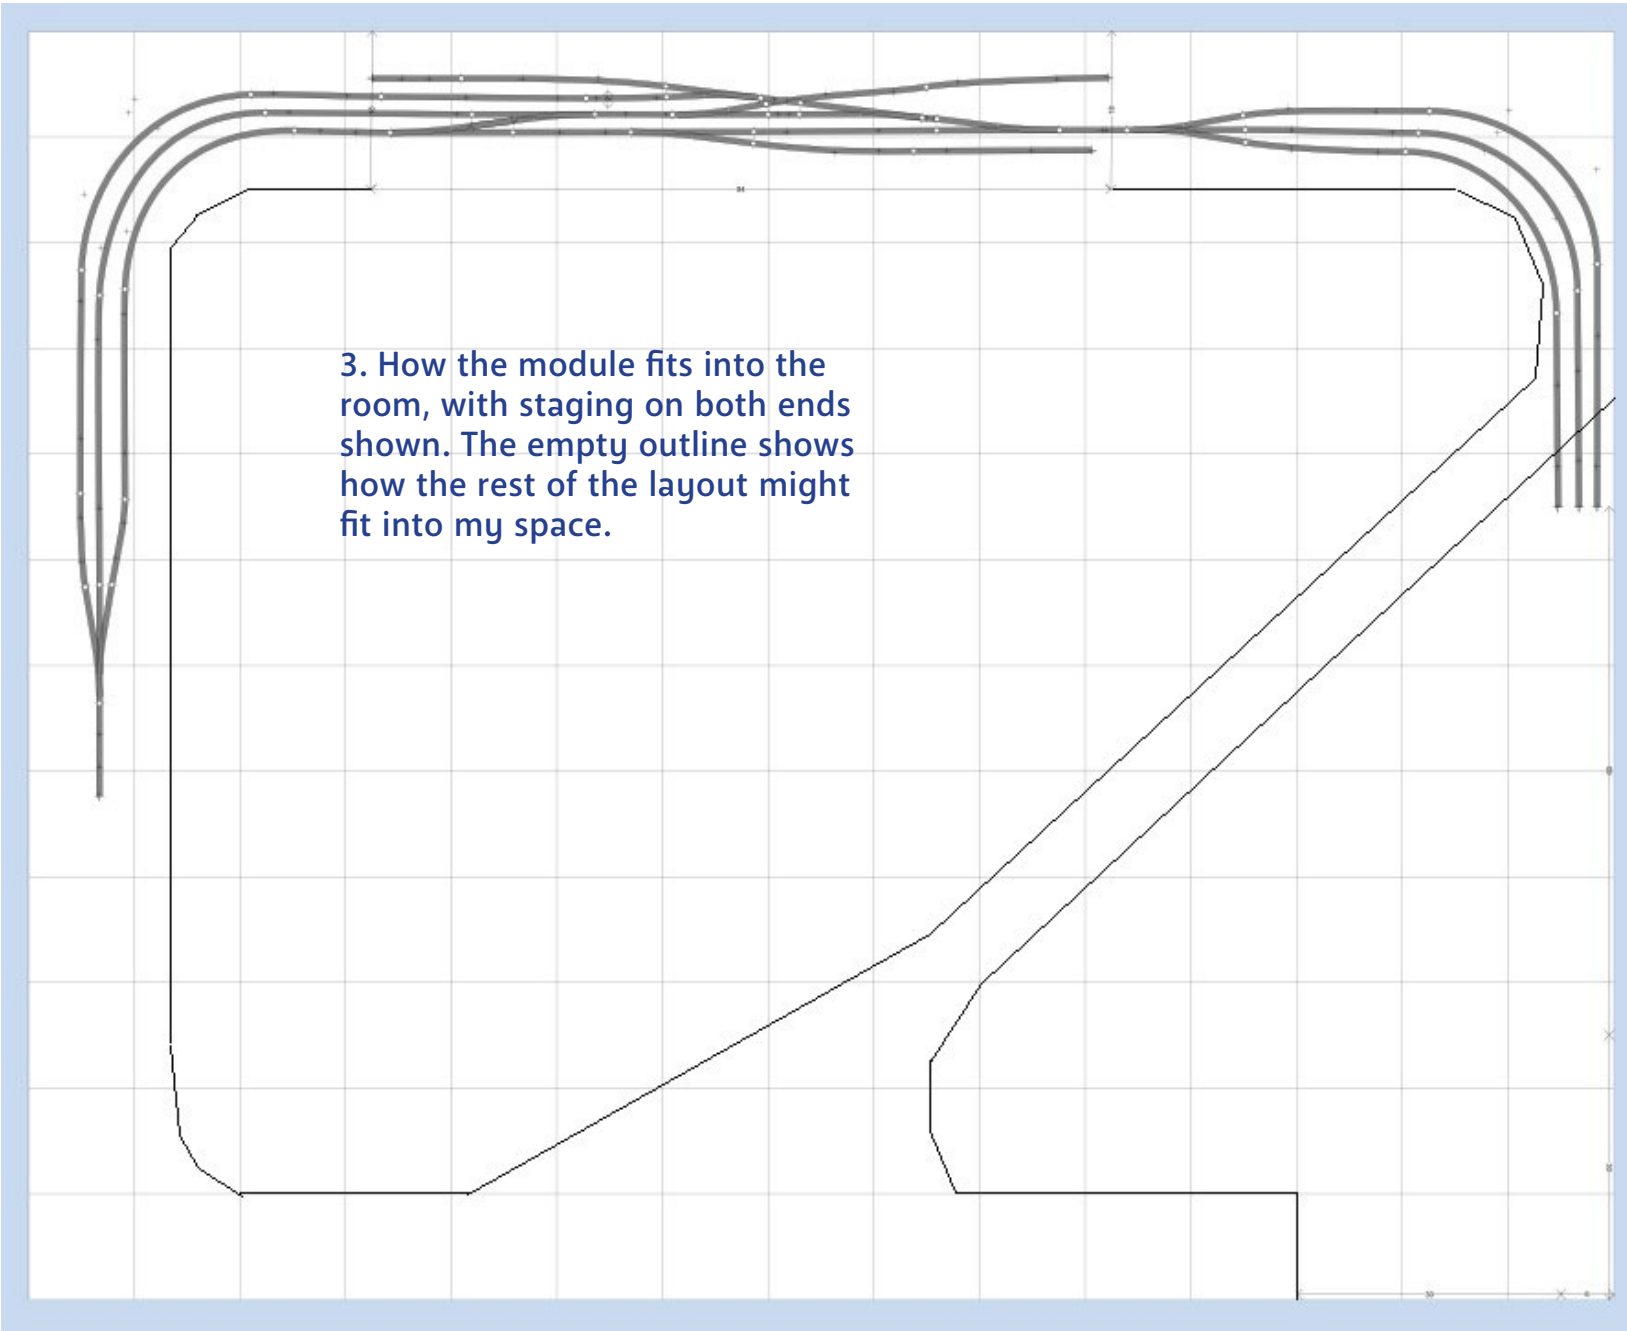 3. How the module fits into the
room, with staging on both ends
shown. The empty outline shows
how the rest of the layout might
fit into my space.